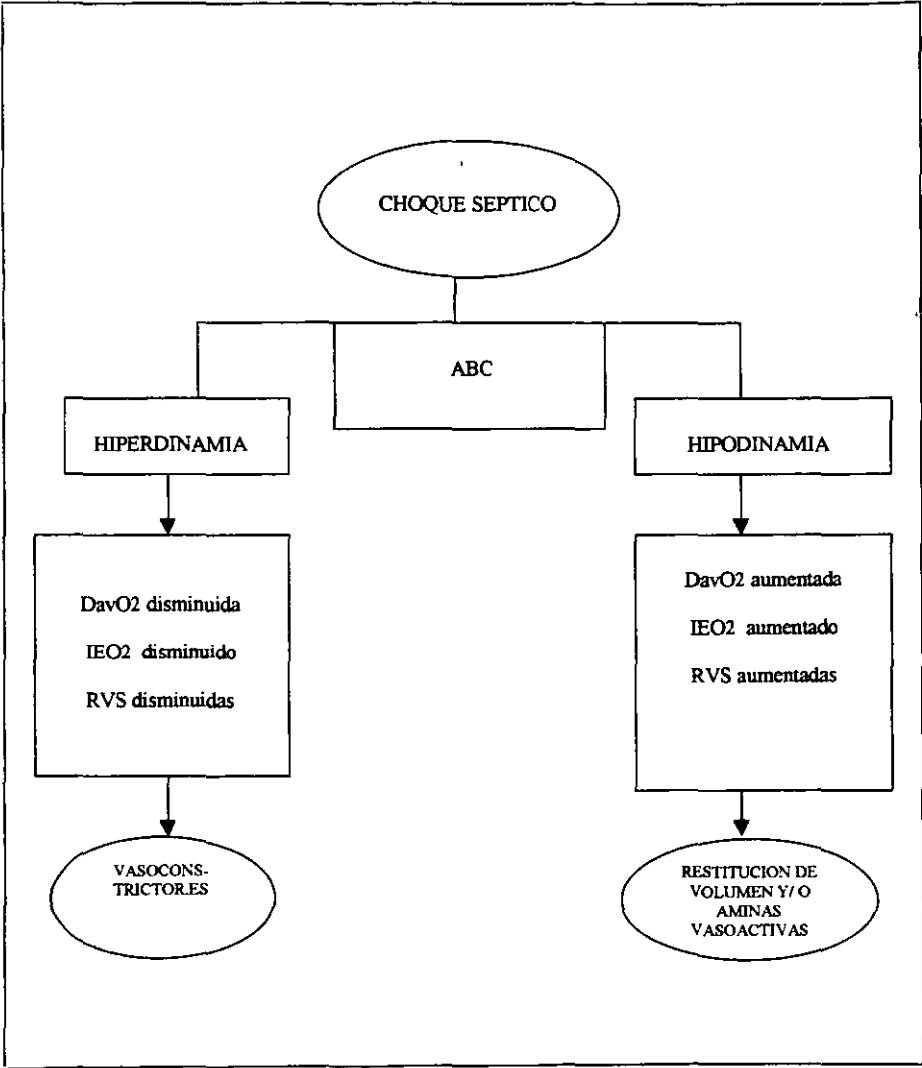 CHOQUE SEPTICO
ABC
HIPERDINAMIA
HIPODINAMIA
DavO2 disminuida
IEO2 disminuido
RVS disminuidas
DavO2 aumentada
IEO2 aumentado
RVS aumentadas
VASOCONS-
TRICTORES
RESTITUCION DE
VOLUMEN Y/ O
AMINAS
VASOACTIVAS